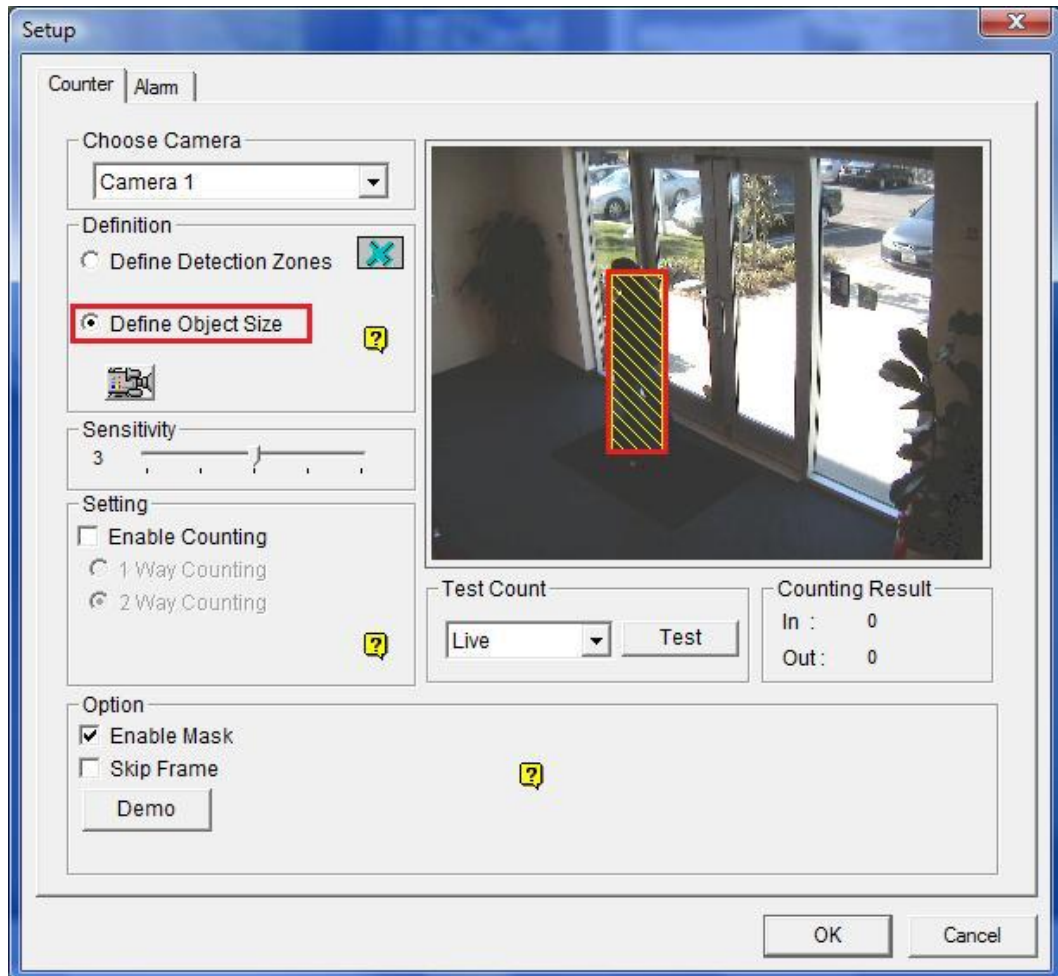 Setup
Counter
Alarm
Choose Camera
Camera 1
Definition
Define Detection Zones
Define Object Size
?
Sensitivity
3
Setting
Enable Counting
1 Way Counting
2 Way Counting
?
Test Count
Live
Test
Counting Result
In : 0
Out : 0
Option
Enable Mask
Skip Frame
?
Demo
OK
Cancel